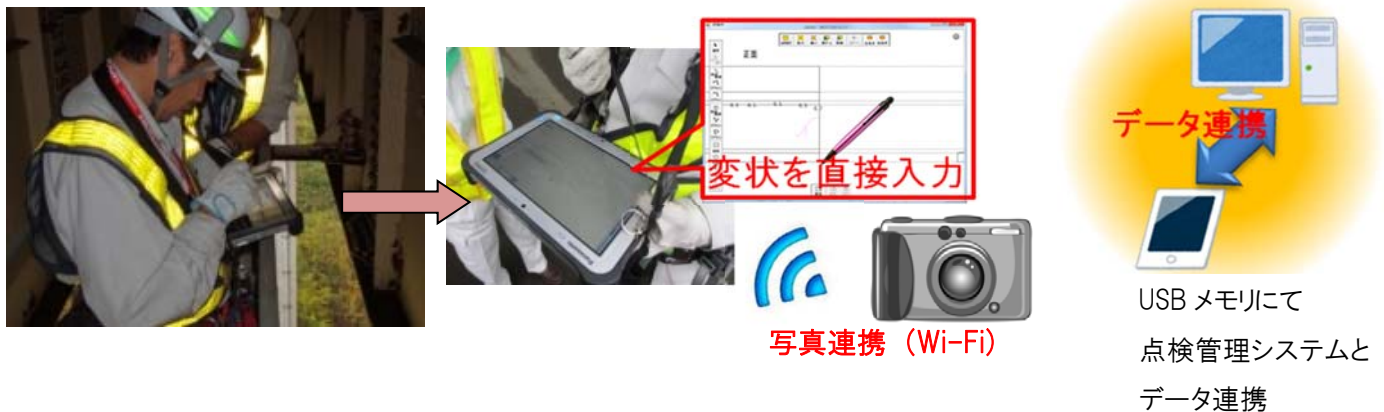 正面
変状を直接入力
写真連携（Wi-Fi）
データ連携
USB メモリにて
点検管理システムと
データ連携